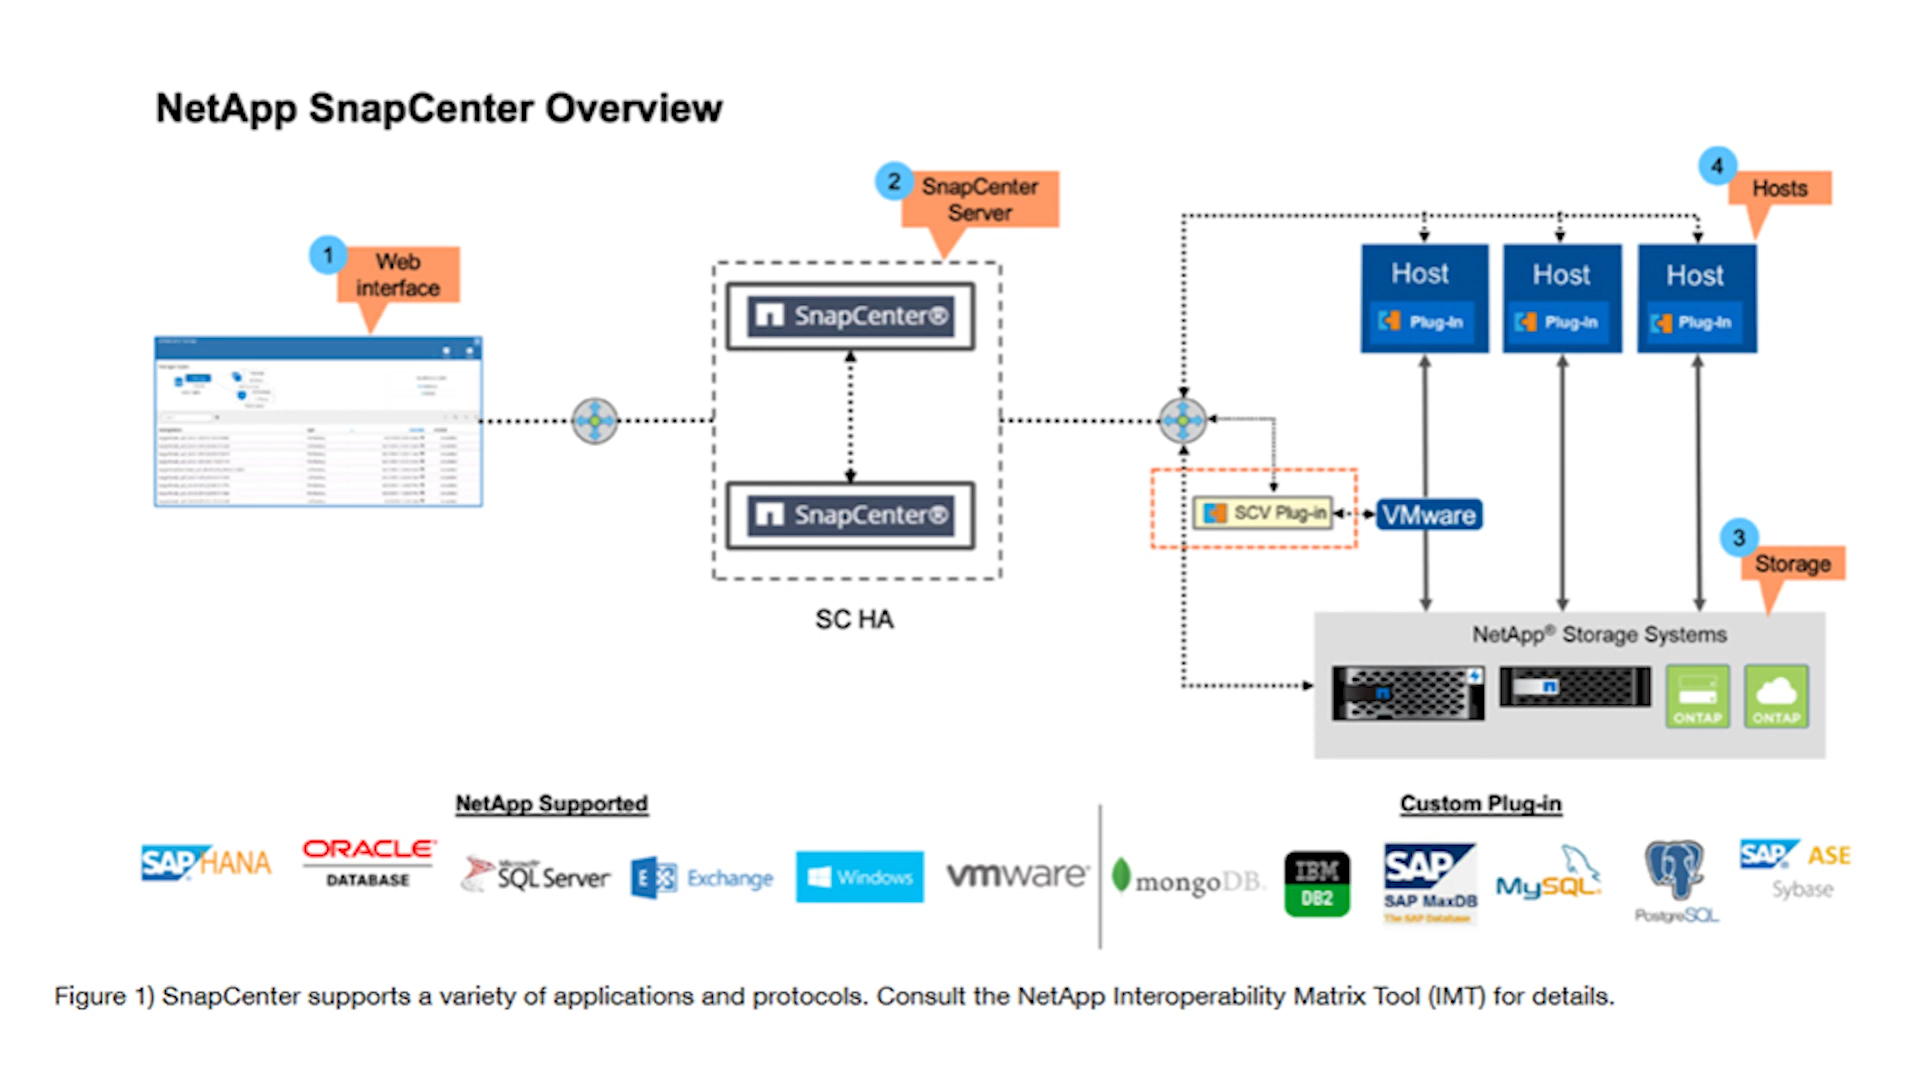 NetApp SnapCenter Overview
1
Web
interface
2
SnapCenter
Server
SnapCenter®
SnapCenter®
SC HA
4
Hosts
Host
Plug-In
Host
Plug-In
Host
Plug-In
SCV Plug-in
VMware
3
Storage
NetApp® Storage Systems
ONTAP
ONTAP
NetApp Supported
SAP HANA
ORACLE®
DATABASE
Microsoft
SQL Server
Exchange
Windows
vmware®
Custom Plug-in
mongoDB.
IBM
DB2
SAP
SAP MaxDB
The SAP Database
MySQL
PostgreSQL
SAP ASE
Sybase
Figure 1) SnapCenter supports a variety of applications and protocols. Consult the NetApp Interoperability Matrix Tool (IMT) for details.